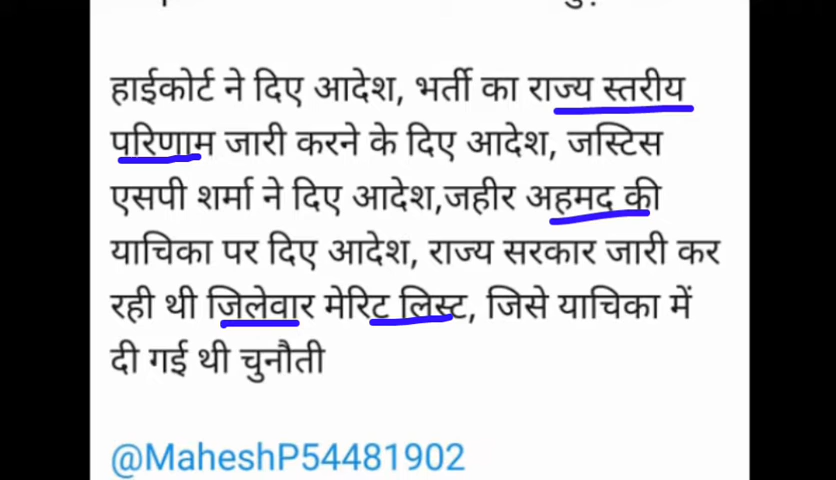 हाईकोर्ट ने दिए आदेश, भर्ती का राज्य स्तरीय
परिणाम जारी करने के दिए आदेश, जस्टिस
एसपी शर्मा ने दिए आदेश,जहीर अहमद की
याचिका पर दिए आदेश, राज्य सरकार जारी कर
रही थी जिलेवार मेरिट लिस्ट, जिसे याचिका में
दी गई थी चुनौती
@MaheshP54481902